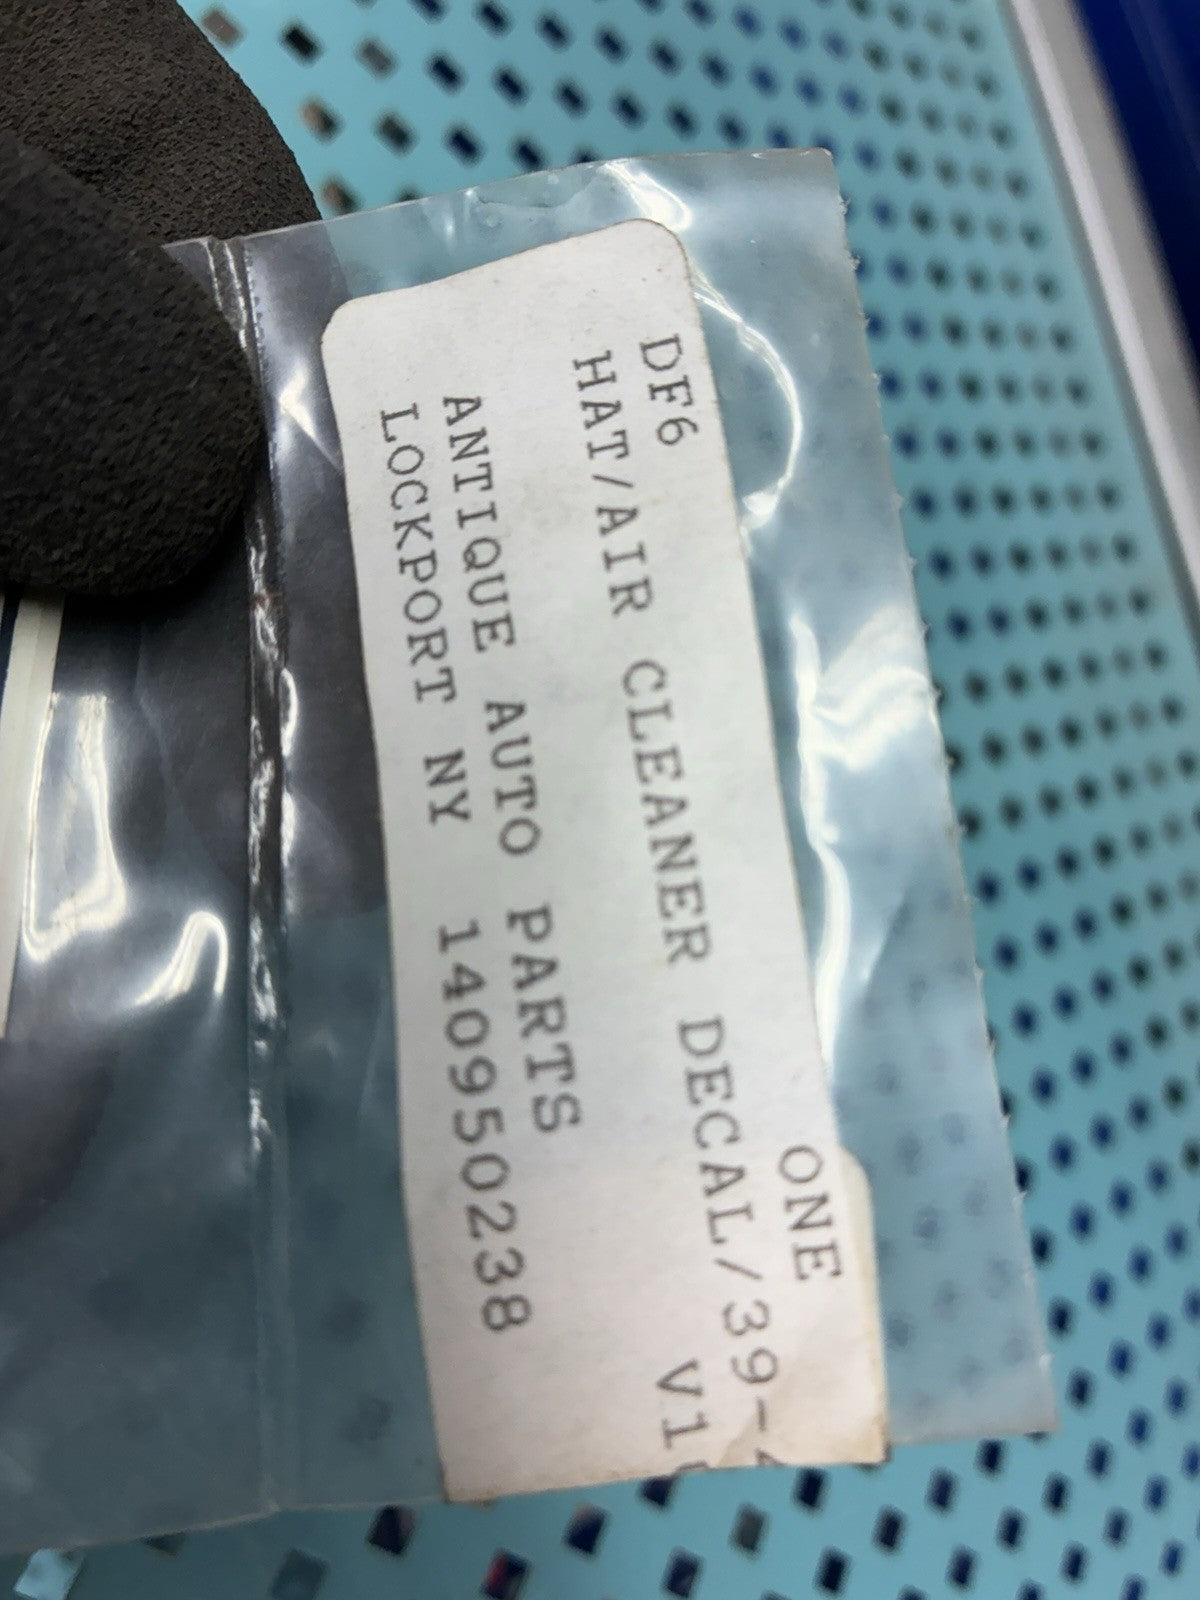 DF6 ONE
HAT/AIR CLEANER DECAL/39-
ANTIQUE AUTO PARTS
LOCKPORT NY 140950238